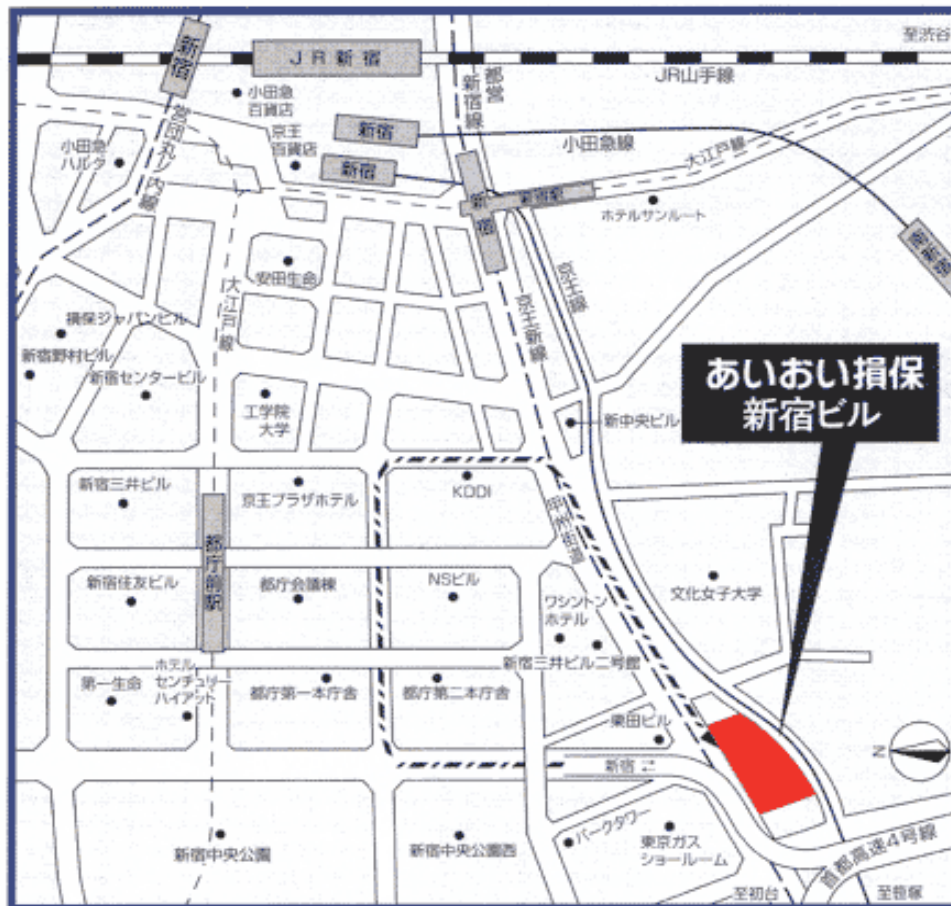 至渋谷
新宿
JR新宿
JR山手線
小田急
百貨店
都営
新宿線
営団丸ノ内線
小田急
ハルク
京王
百貨店
新宿
新宿
小田急線
大江戸線
新宿
ホテルサンルート
南新宿
安田生命
大江戸線
京王新線
京王線
損保ジャパンビル
新宿野村ビル
新宿センタービル
工学院
大学
新中央ビル
あいおい損保
新宿ビル
新宿三井ビル
京王プラザホテル
KDDI
甲州街道
都庁前駅
新宿住友ビル
都庁会議棟
NSビル
ワシントン
ホテル
文化女子大学
新宿三井ビル二号館
第一生命
ホテル
センチュリー
ハイアット
都庁第一本庁舎
都庁第二本庁舎
東田ビル
新宿
N
新宿中央公園
新宿中央公園西
パークタワー
東京ガス
ショールーム
首都高速4号線
至初台
至笹塚